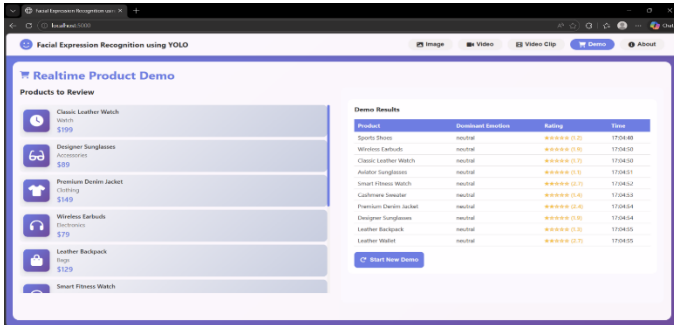 Facial Expression Recognition usin
localhost:5000
Chat
Facial Expression Recognition using YOLO
Image
Video
Video Clip
Demo
About
Realtime Product Demo
Products to Review
Classic Leather Watch
Watch
$199
Designer Sunglasses
Accessories
$89
Premium Denim Jacket
Clothing
$149
Wireless Earbuds
Electronics
$79
Leather Backpack
Bags
$129
Smart Fitness Watch
Demo Results
Product Dominant Emotion Rating Time
Sports Shoes neutral 17:04:48
Wireless Earbuds neutral 17:04:50
Classic Leather Watch neutral 17:04:50
Aviator Sunglasses neutral 17:04:51
Smart Fitness Watch neutral 17:04:52
Cashmere Sweater neutral 17:04:53
Premium Denim Jacket neutral 17:04:54
Designer Sunglasses neutral 17:04:54
Leather Backpack neutral 17:04:55
Leather Wallet neutral 17:04:55
Start New Demo